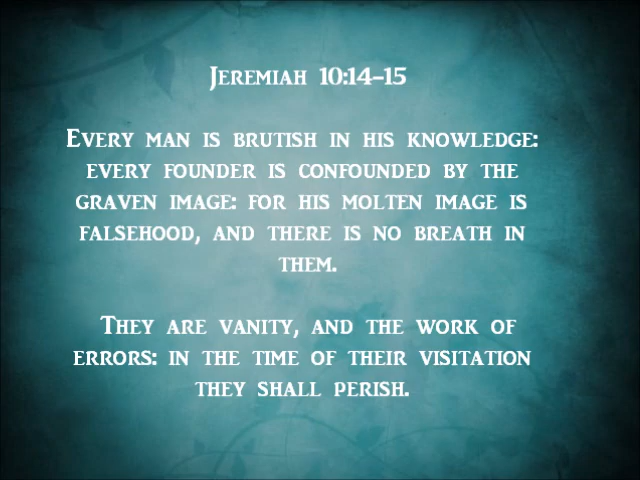 Jeremiah 10:14-15
Every man is brutish in his knowledge:
every founder is confounded by the
graven image: for his molten image is
falsehood, and there is no breath in
them.
They are vanity, and the work of
errors: in the time of their visitation
they shall perish.